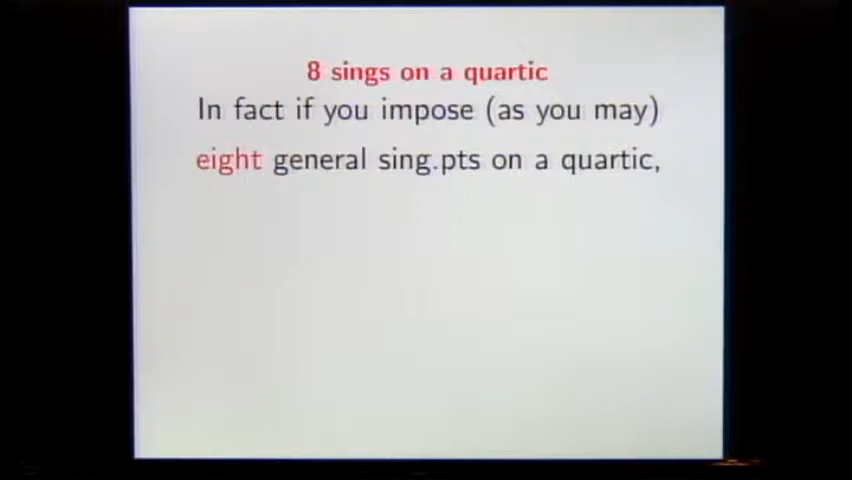 8 sings on a quartic
In fact if you impose (as you may)
eight general sing.pts on a quartic,